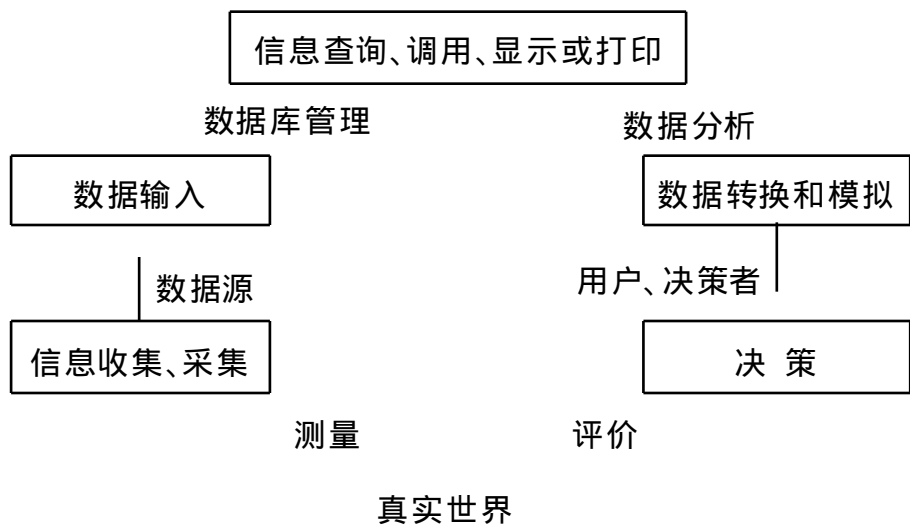 信息查询、调用、显示或打印
数据库管理
数据分析
数据输入
数据转换和模拟
数据源
用户、决策者
信息收集、采集
决 策
测量
评价
真实世界